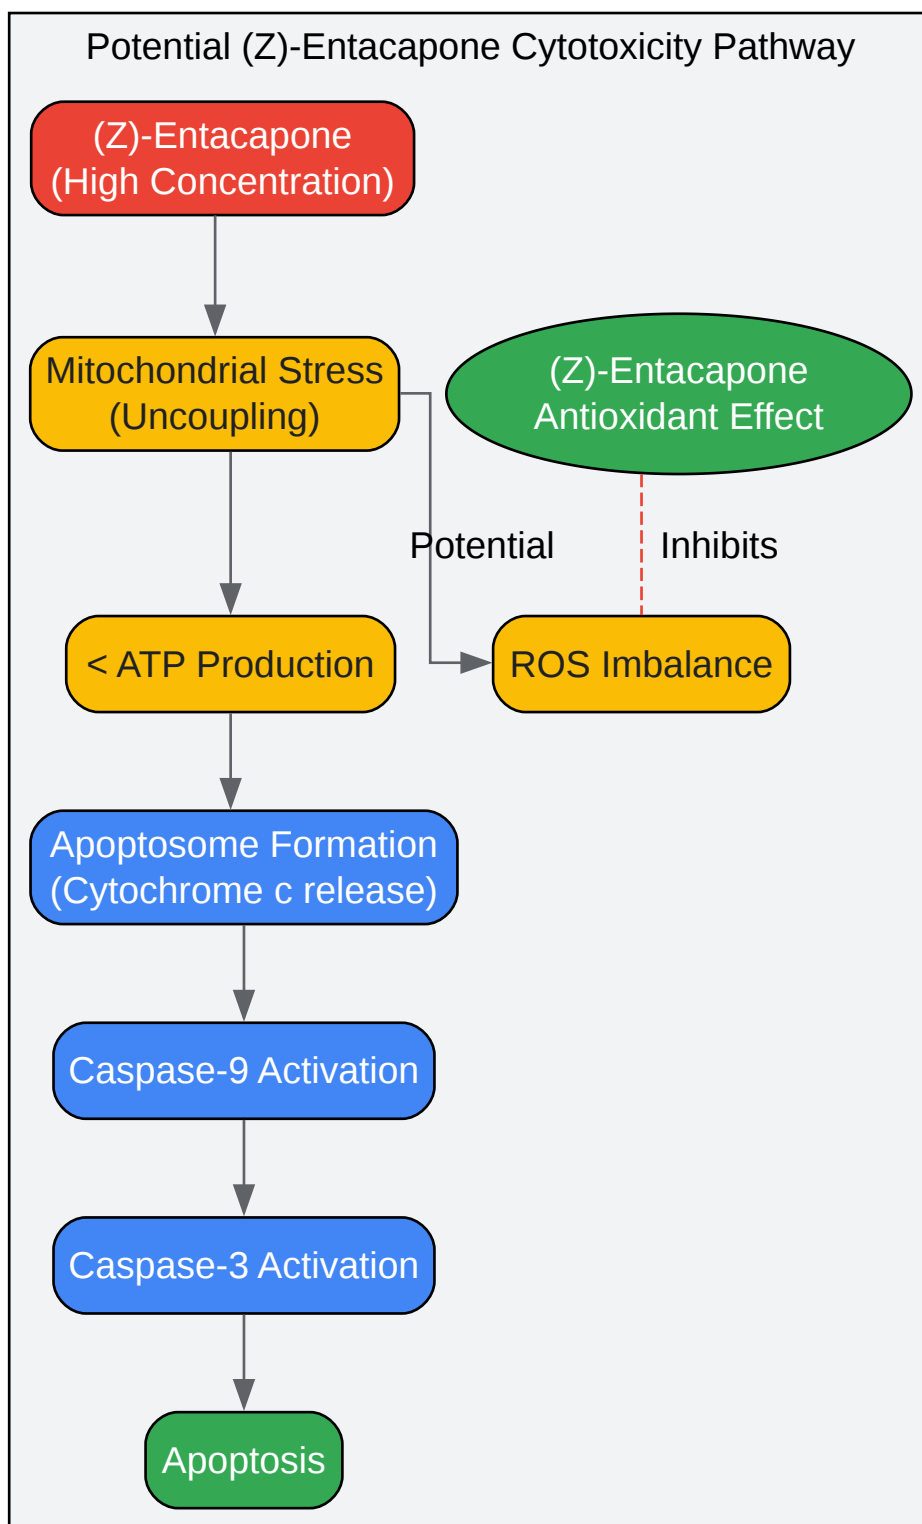 Potential (Z)-Entacapone Cytotoxicity Pathway
(Z)-Entacapone
(High Concentration)
Mitochondrial Stress
(Uncoupling)
(Z)-Entacapone
Antioxidant Effect
Potential
Inhibits
< ATP Production
ROS Imbalance
Apoptosome Formation
(Cytochrome c release)
Caspase-9 Activation
Caspase-3 Activation
Apoptosis